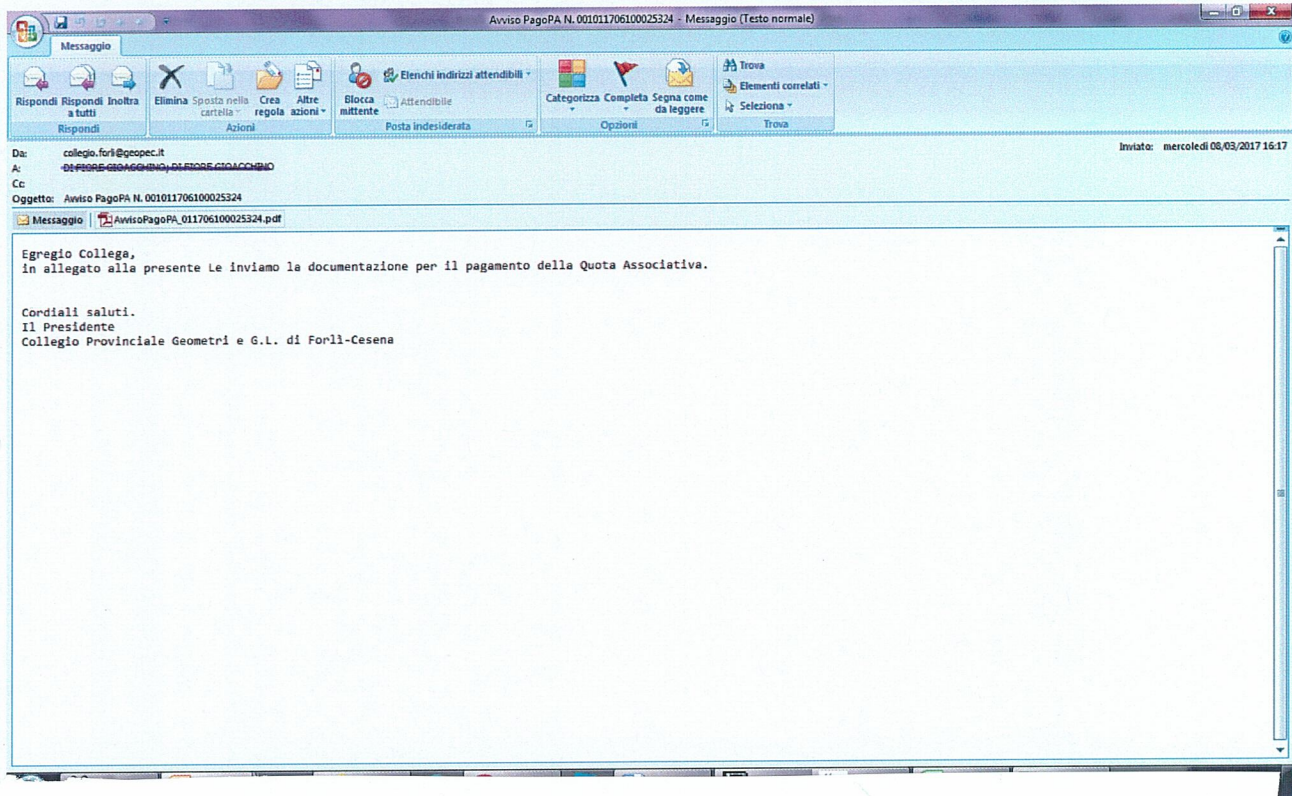 Avviso PagoPA N. 001011706100025324 - Messaggio (Testo normale)
Messaggio
Rispondi Rispondi a tutti Inoltra
Rispondi
Elimina Sposta nella cartella Crea regola Altre azioni
Azioni
Blocca mittente Elenchi indirizzi attendibili Attendibile
Posta indesiderata
Categorizza Completa Segna come da leggere
Opzioni
Trova
Elementi correlati
Seleziona
Trova
Da: collegio.forli@geopec.it
Inviato: mercoledì 08/03/2017 16:17
A:
Cc
Oggetto: Avviso PagoPA N. 001011706100025324
Messaggio AvvisoPagoPA_011706100025324.pdf
Egregio Collega,
in allegato alla presente Le inviamo la documentazione per il pagamento della Quota Associativa.
Cordiali saluti.
Il Presidente
Collegio Provinciale Geometri e G.L. di Forlì-Cesena